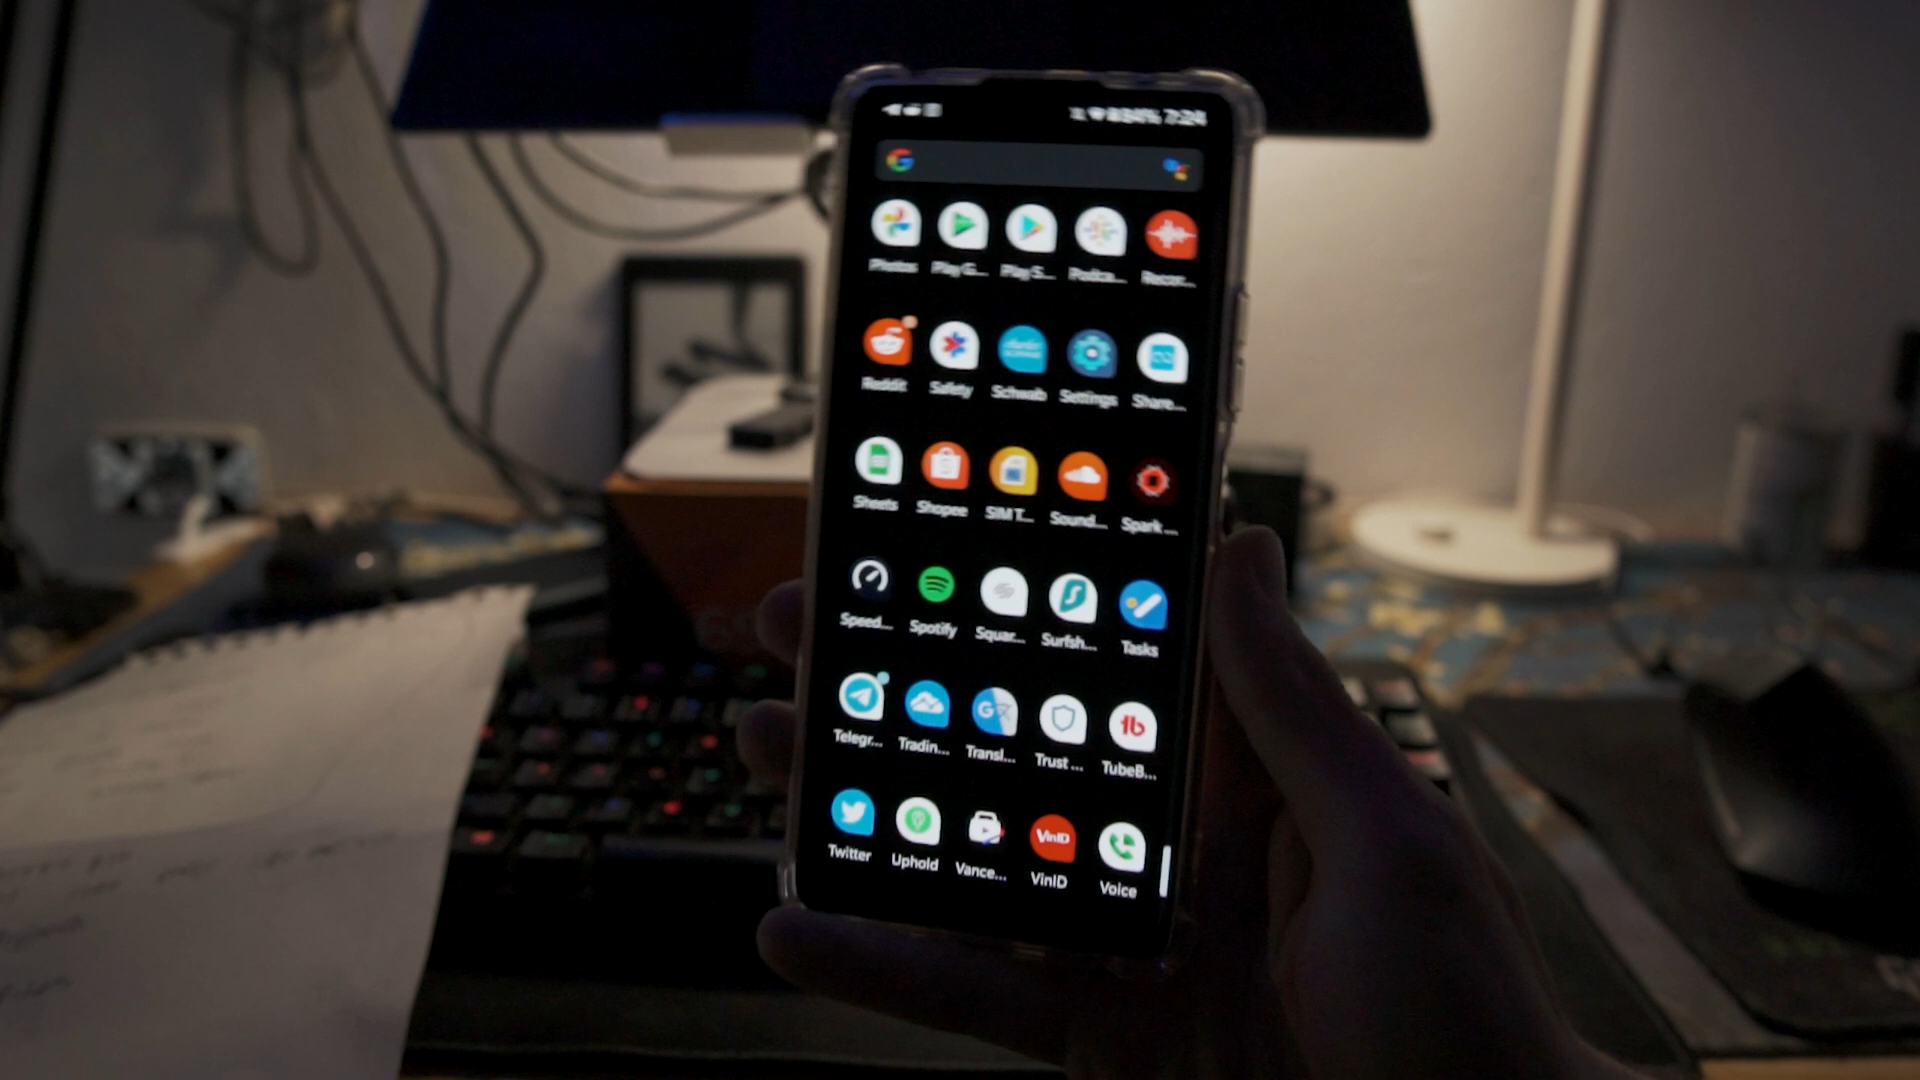 7:24
Photos Play G... Play S... Podca... Recor...
Reddit Safety Schwab Settings Share...
Sheets Shopee SIM T... Sound... Spark ...
Speed... Spotify Squar... Surfsh... Tasks
Telegr... Tradin... Transl... Trust ... TubeB...
VinID
Twitter Uphold Vance... VinID Voice